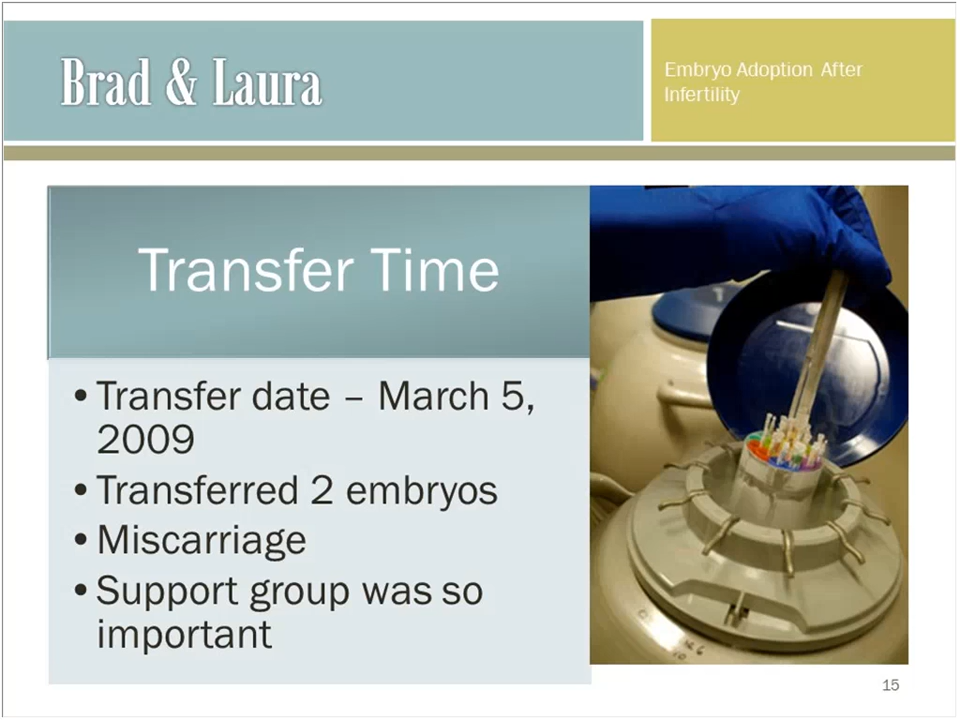 Brad & Laura
Embryo Adoption After
Infertility
Transfer Time
• Transfer date – March 5,
2009
• Transferred 2 embryos
• Miscarriage
• Support group was so
important
15